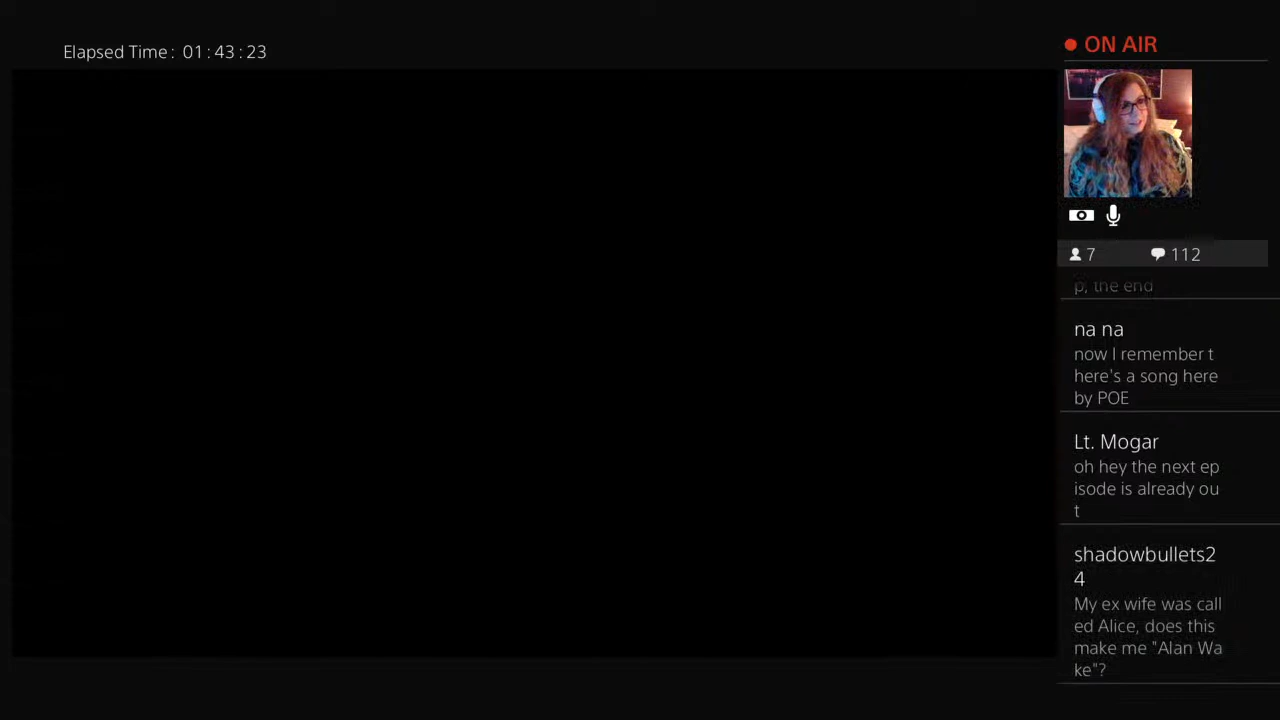 Elapsed Time: 01:43:23
ON AIR
7 112
p, the end
na na
now I remember t
here's a song here
by POE
Lt. Mogar
oh hey the next ep
isode is already ou
t
shadowbullets2
4
My ex wife was call
ed Alice, does this
make me "Alan Wa
ke"?